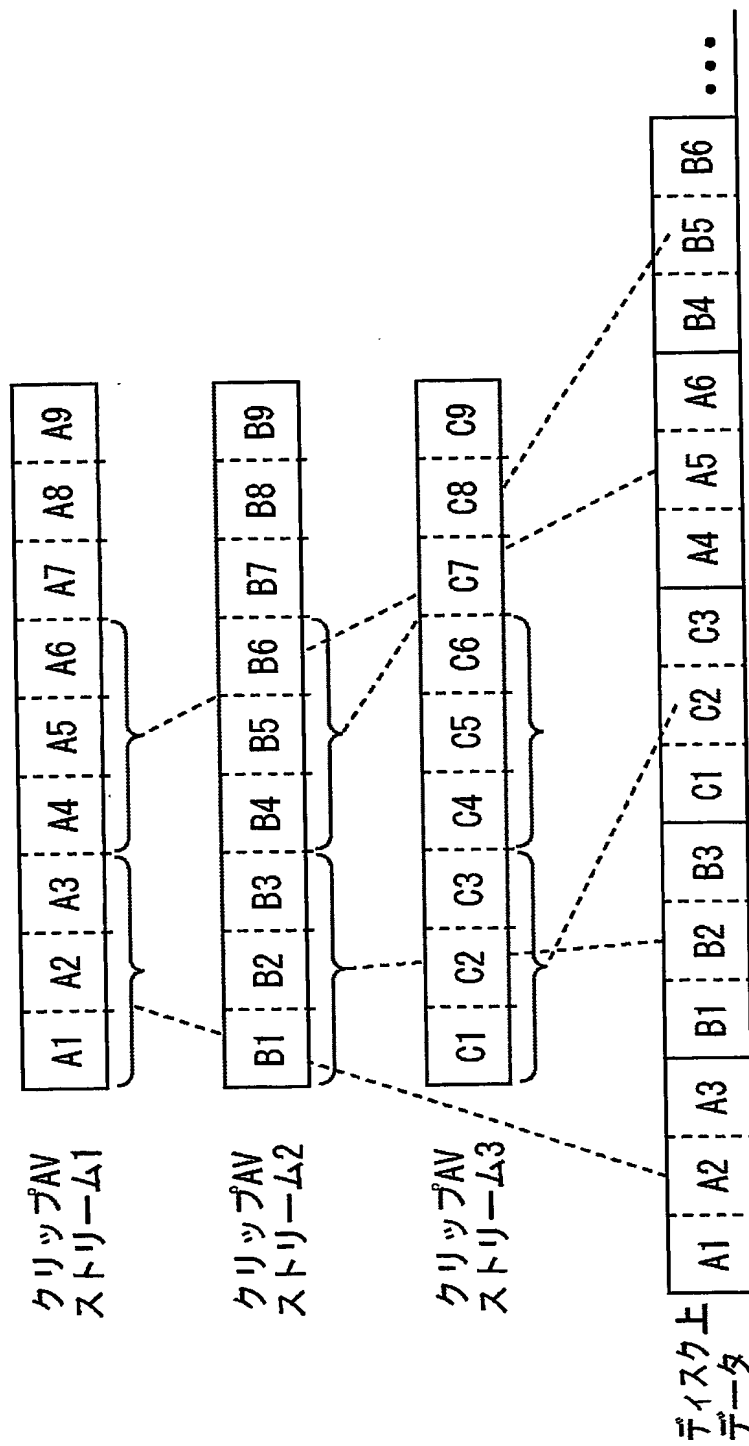 クリップAV
ストリーム1
A1 A2 A3 A4 A5 A6 A7 A8 A9
クリップAV
ストリーム2
B1 B2 B3 B4 B5 B6 B7 B8 B9
クリップAV
ストリーム3
C1 C2 C3 C4 C5 C6 C7 C8 C9
ディスク上
データ
A1 A2 A3 B1 B2 B3 C1 C2 C3 A4 A5 A6 B4 B5 B6 •••